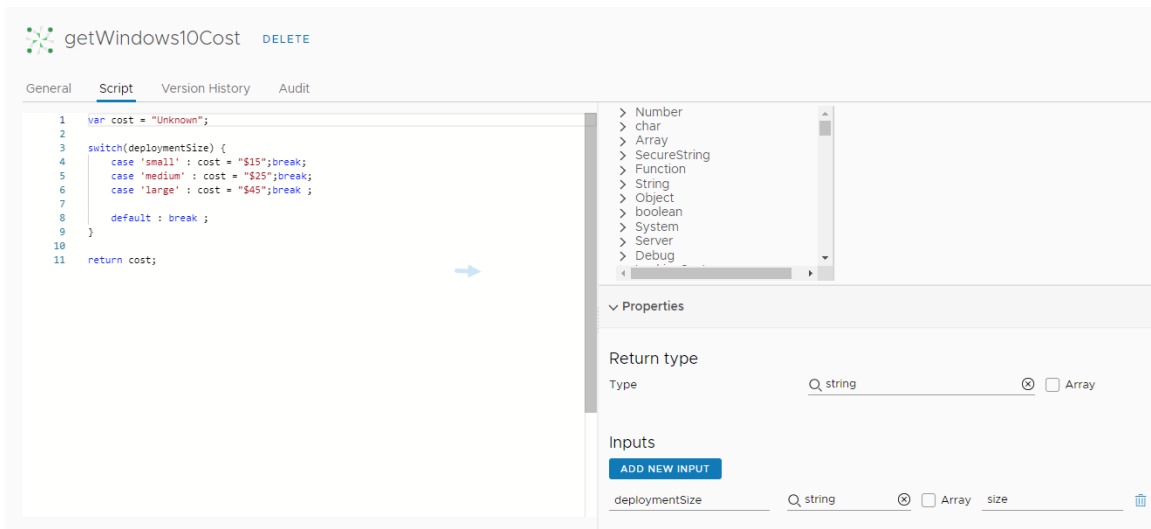 getWindows10Cost DELETE
General Script Version History Audit
1 var cost = "Unknown";
2
3 switch(deploymentSize) {
4 case 'small' : cost = "$15";break;
5 case 'medium' : cost = "$25";break;
6 case 'large' : cost = "$45";break ;
7
8 default : break ;
9 }
10
11 return cost;
Number
char
Array
SecureString
Function
String
Object
boolean
System
Server
Debug
Properties
Return type
Type string Array
Inputs
ADD NEW INPUT
deploymentSize string Array size